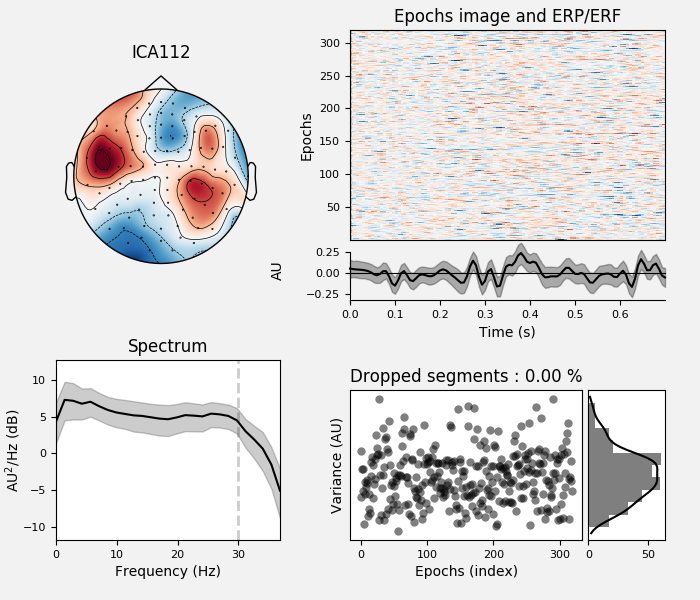 ICA112
Epochs image and ERP/ERF
Epochs
300
250
200
150
100
50
AU
0.25
0.00
−0.25
0.0 0.1 0.2 0.3 0.4 0.5 0.6
Time (s)
Spectrum
AU²/Hz (dB)
10
5
0
−5
−10
0 10 20 30
Frequency (Hz)
Dropped segments : 0.00 %
Variance (AU)
0 100 200 300
Epochs (index)
0 50